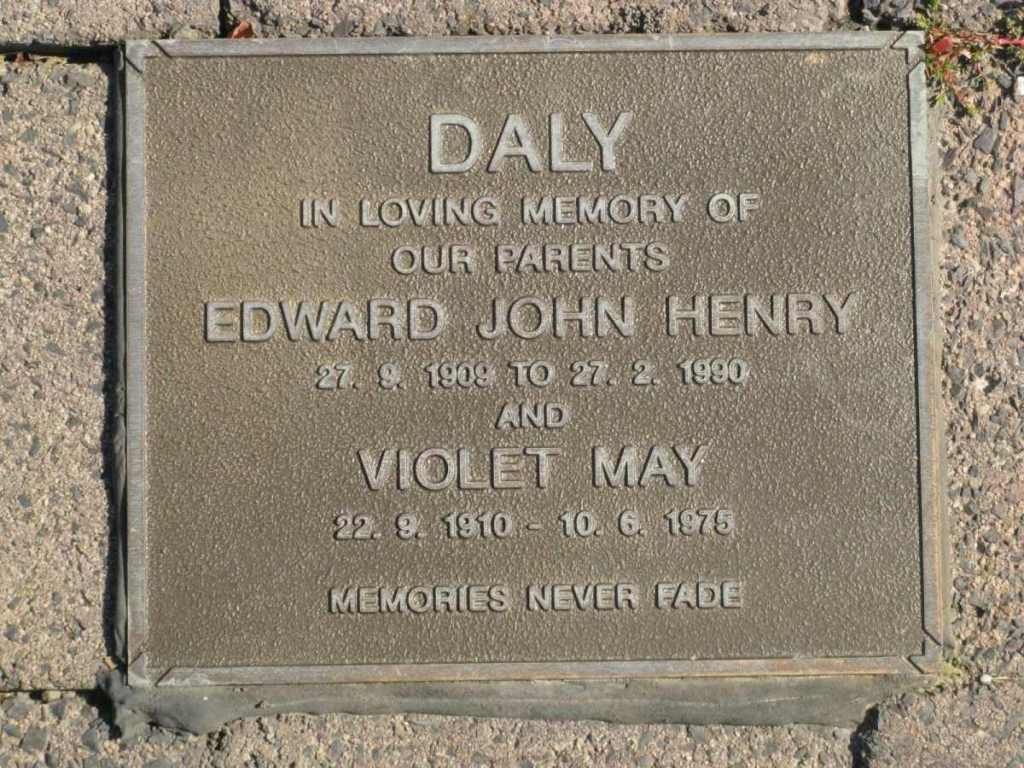 DALY
IN LOVING MEMORY OF
OUR PARENTS
EDWARD JOHN HENRY
27. 9. 1909 TO 27. 2. 1990
AND
VIOLET MAY
22. 9. 1910 - 10. 6. 1975
MEMORIES NEVER FADE